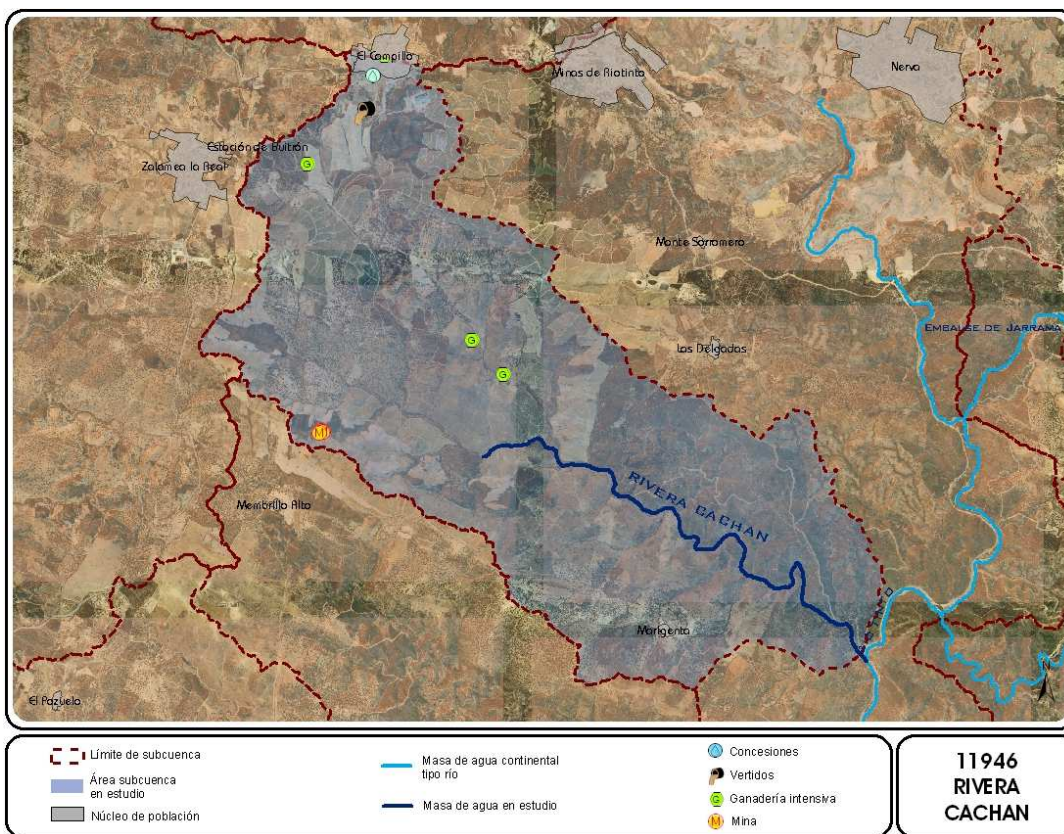 El Campillo
Minas de Riotinto
Nerva
Estación de Buitrón
Zalamea la Real
G
Monte Sorromero
EMBALSE DE JARRAMA
G
Las Delgadas
G
M
RIVERA CACHAN
Membrillo Alto
Marigenta
El Pozuelo
Límite de subcuenca
Área subcuenca
en estudio
Núcleo de población
Masa de agua continental
tipo río
Masa de agua en estudio
Concesiones
Vertidos
G Ganadería intensiva
M Mina
11946
RIVERA
CACHAN